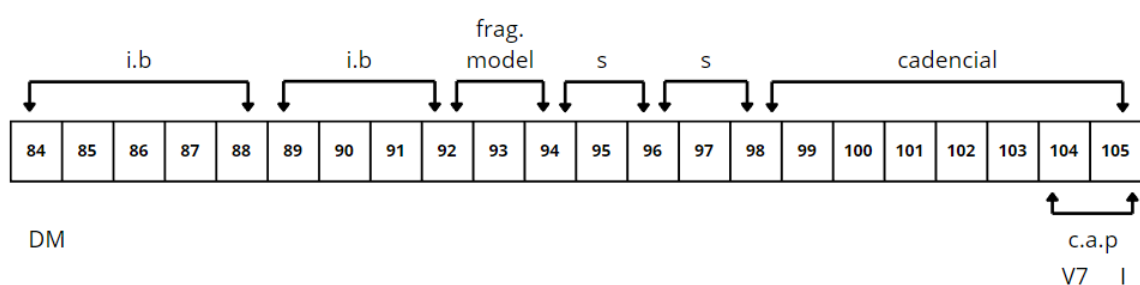 i.b i.b frag. model s s cadencial
84 85 86 87 88 89 90 91 92 93 94 95 96 97 98 99 100 101 102 103 104 105
DM c.a.p
V7 I